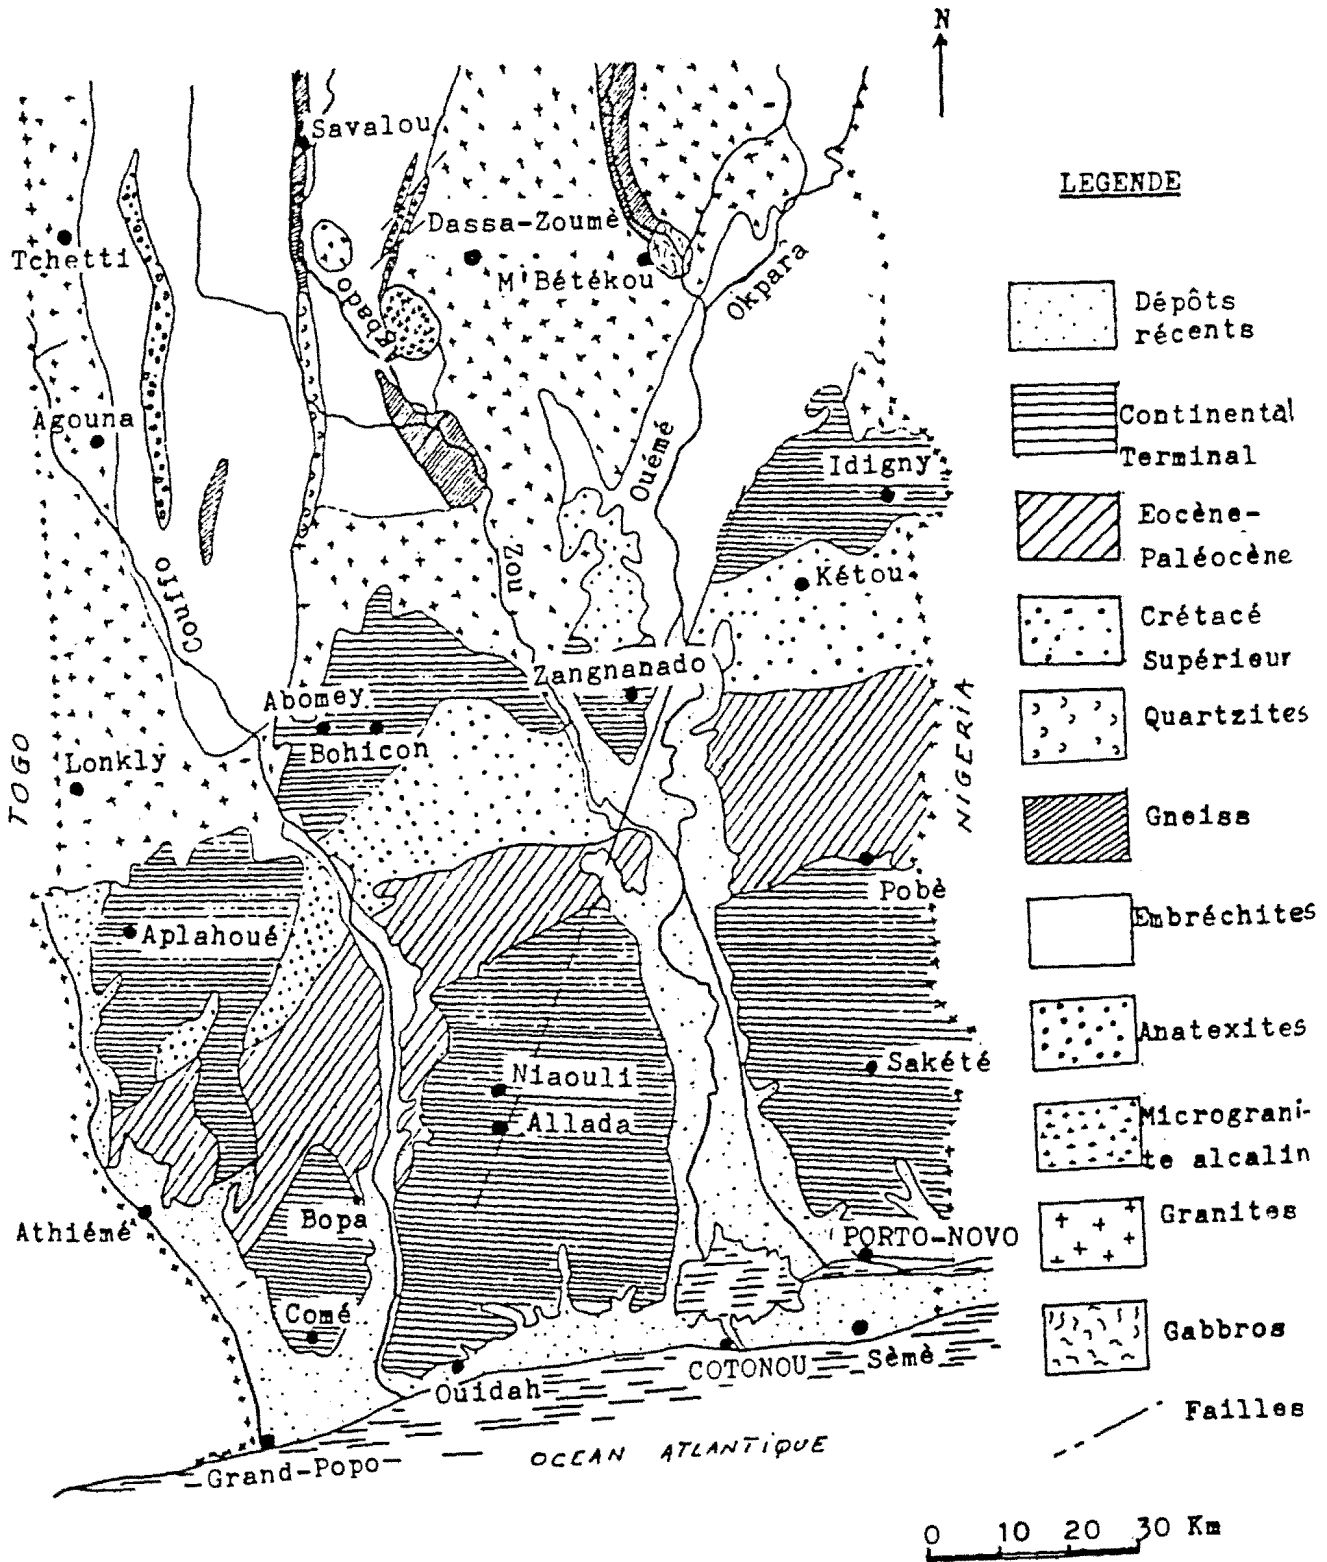 N
Savalou
Dassa-Zoumè
Tchetti
M'Bétékou
Okpara
Gbado
Agouna
Ouémé
Idigny
Zou
Kétou
Couffo
Zangnanado
Abomey
Bohicon
Lonkly
TOGO
NIGERIA
Pobè
Aplahoué
Niaouli
Sakété
Allada
Athiémé
Bopa
PORTO-NOVO
Comé
COTONOU
Sèmè
Ouidah
Grand-Popo
OCEAN ATLANTIQUE
LEGENDE
Dépôts
récents
Continental
Terminal
Eocène-
Paléocène
Crétacé
Supérieur
Quartzites
Gneiss
Embréchites
Anatexites
Micrograni-
te alcalin
Granites
Gabbros
Failles
0 10 20 30 Km